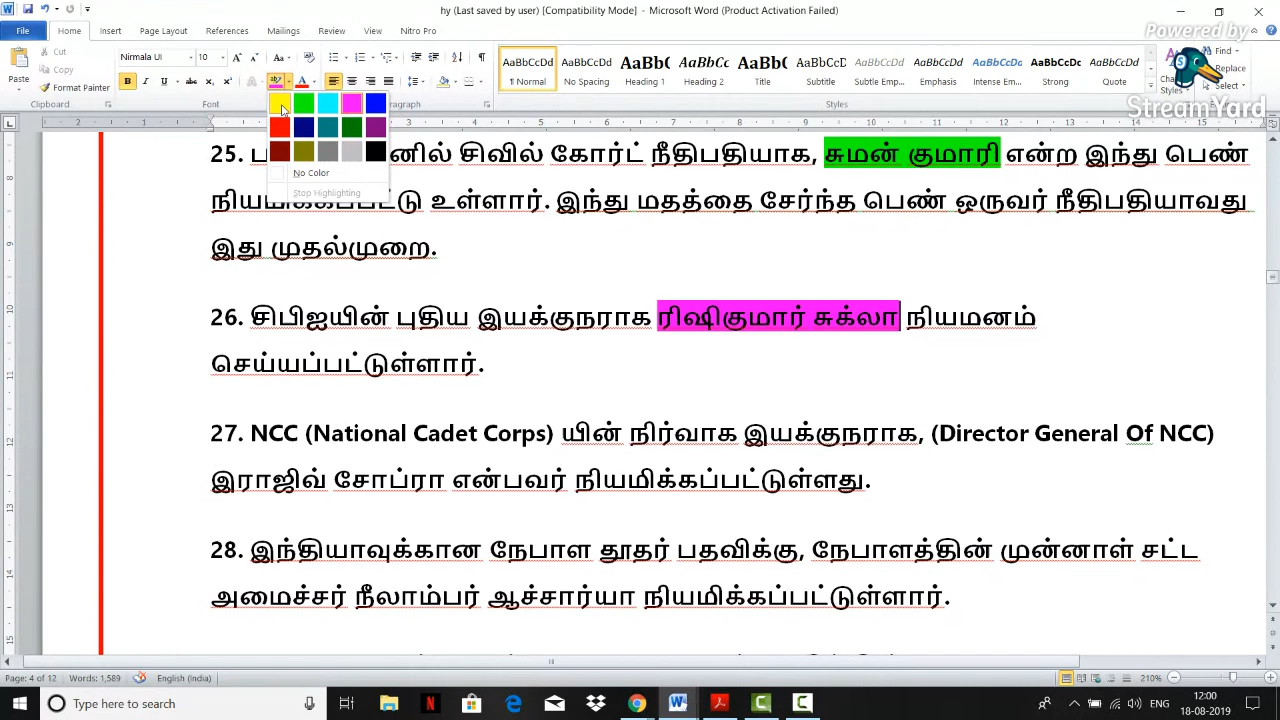 hy (Last saved by user) [Compatibility Mode] - Microsoft Word (Product Activation Failed)
Powered by
StreamYard
File Home Insert Page Layout References Mailings Review View Nitro Pro
Paste Cut Copy Format Painter
Nirmala UI 10
AaBbCcDd AaBbCcDd AaBbC AaBbCc AaBbC AaBbCcD AaBbCcDd AaBbCcDd AaBbCcDd AaBbCcDc AaBbCcDd
¶ Normal No Spacing Heading 1 Heading 2 Title Subtitle Subtle Emp... Emphasis Quote
Find Replace Select
Styles
Clipboard Font Styles
No Color
Stop Highlighting
25. சிவில் கோர்ட் நீதிபதியாக, சுமன் குமாரி என்ற இந்து பெண்
நியமிக்கப்பட்டு உள்ளார். இந்து மதத்தை சேர்ந்த பெண் ஒருவர் நீதிபதியாவது
இது முதல்முறை.
26. சிபிஐயின் புதிய இயக்குநராக ரிஷிகுமார் சுக்லா நியமனம்
செய்யப்பட்டுள்ளார்.
27. NCC (National Cadet Corps) யின் நிர்வாக இயக்குநராக, (Director General Of NCC)
இராஜிவ் சோப்ரா என்பவர் நியமிக்கப்பட்டுள்ளது.
28. இந்தியாவுக்கான நேபாள தூதர் பதவிக்கு, நேபாளத்தின் முன்னாள் சட்ட
அமைச்சர் நீலாம்பர் ஆச்சார்யா நியமிக்கப்பட்டுள்ளார்.
Page: 4 of 12 Words: 1,589 English (India) 210%
Type here to search
ENG 12:00
18-08-2019